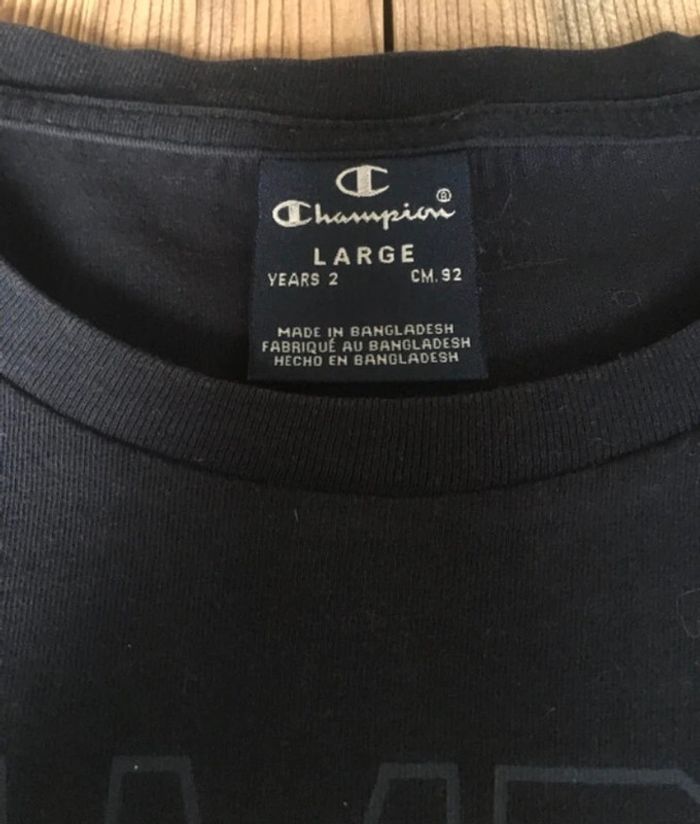 Champion®
LARGE
YEARS 2 CM. 92
MADE IN BANGLADESH
FABRIQUÉ AU BANGLADESH
HECHO EN BANGLADESH